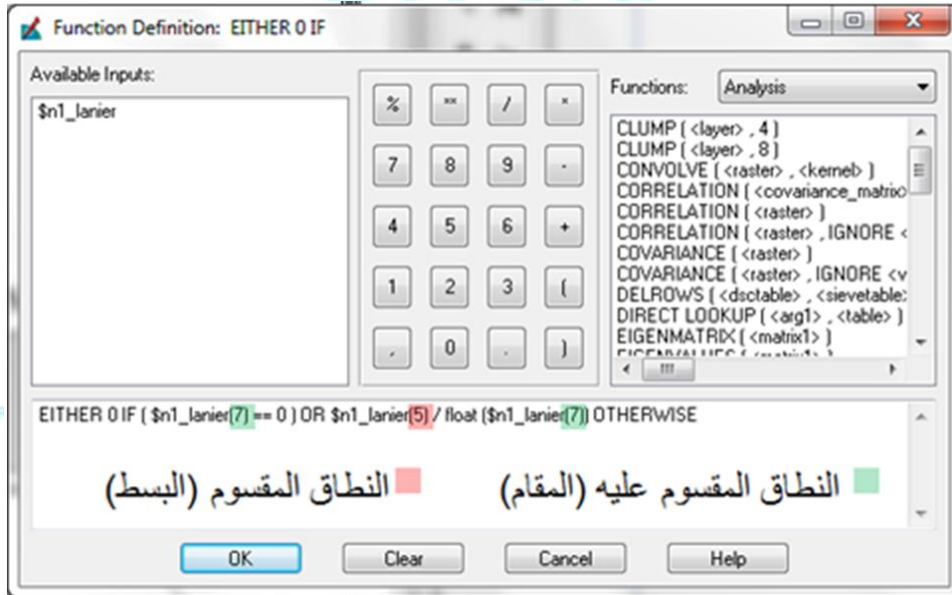 Function Definition: EITHER 0 IF
Available Inputs:
$n1_lanier
% ** / ×
7 8 9 -
4 5 6 +
1 2 3 (
, 0 . )
Functions: Analysis
CLUMP ( <layer> , 4 )
CLUMP ( <layer> , 8 )
CONVOLVE ( <raster> , <kernel> )
CORRELATION ( <covariance_matrix>
CORRELATION ( <raster> )
CORRELATION ( <raster> , IGNORE <
COVARIANCE ( <raster> )
COVARIANCE ( <raster> , IGNORE <v
DELROWS ( <dsctable> , <sievetable>
DIRECT LOOKUP ( <arg1> , <table> )
EIGENMATRIX ( <matrix1> )
EITHER 0 IF ( $n1_lanier(7) == 0 ) OR $n1_lanier(5) / float ($n1_lanier(7)) OTHERWISE
النطاق المقسوم عليه (المقام) النطاق المقسوم (البسط)
OK Clear Cancel Help